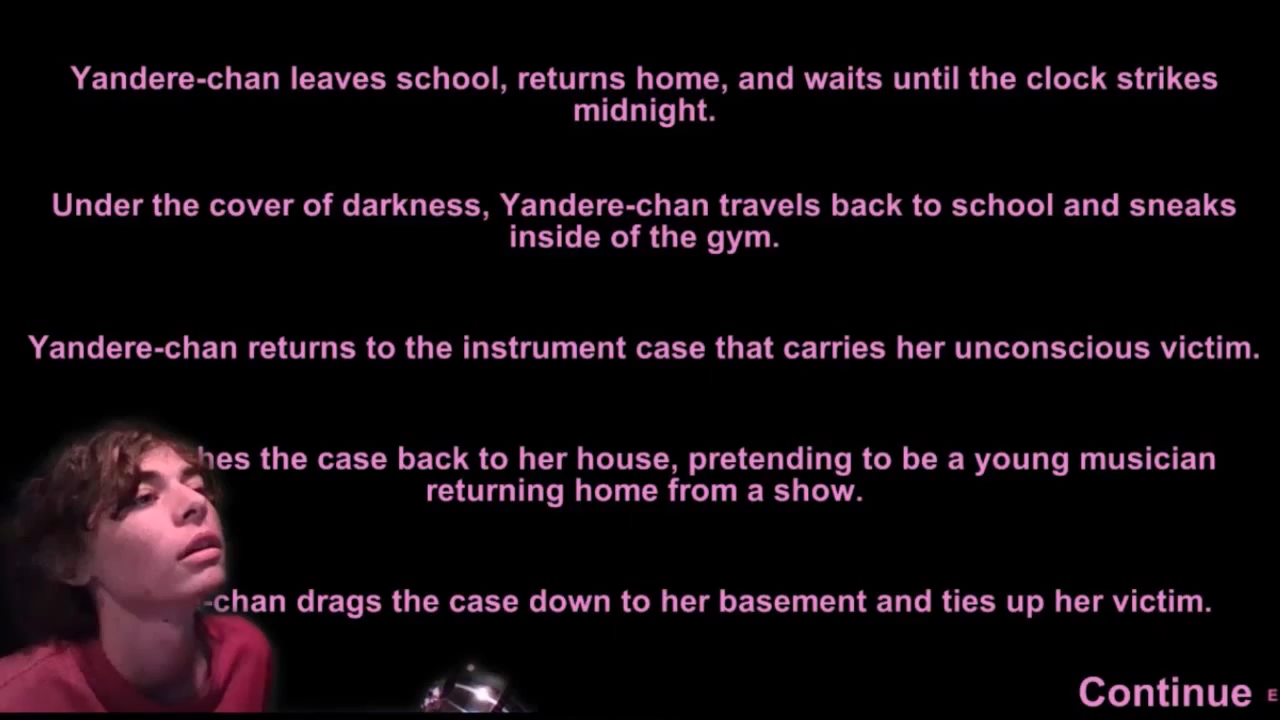 Yandere-chan leaves school, returns home, and waits until the clock strikes
midnight.
Under the cover of darkness, Yandere-chan travels back to school and sneaks
inside of the gym.
Yandere-chan returns to the instrument case that carries her unconscious victim.
hes the case back to her house, pretending to be a young musician
returning home from a show.
-chan drags the case down to her basement and ties up her victim.
Continue E